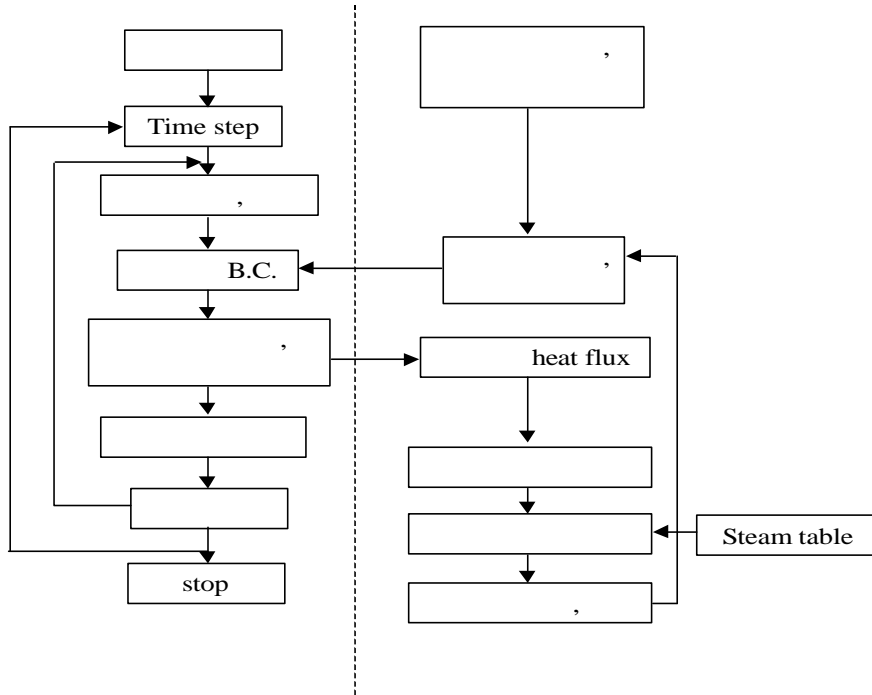 ,
Time step
,
B.C.
,
,
heat flux
Steam table
stop
,